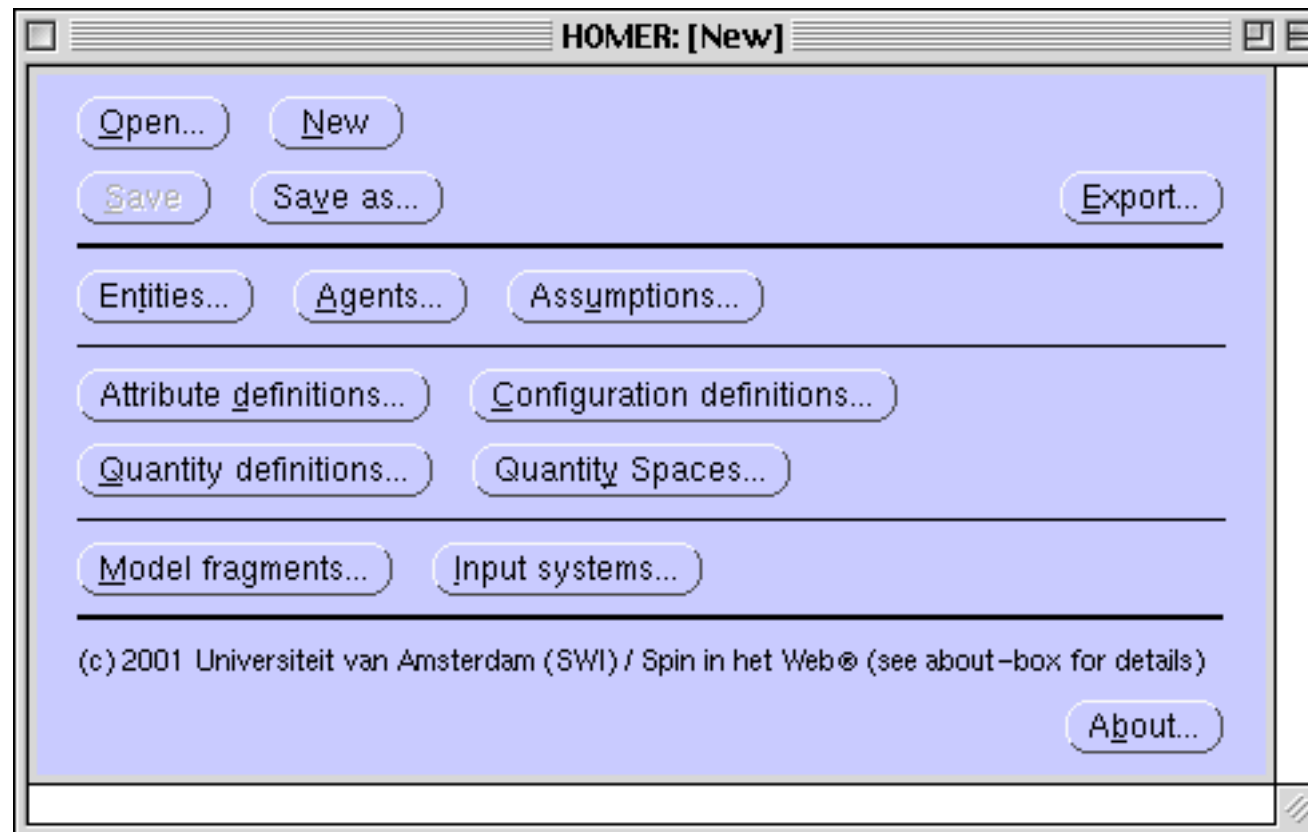 HOMER: [New]
Open... New
Save Save as... Export...
Entities... Agents... Assumptions...
Attribute definitions... Configuration definitions...
Quantity definitions... Quantity Spaces...
Model fragments... Input systems...
(c) 2001 Universiteit van Amsterdam (SWI) / Spin in het Web® (see about-box for details)
About...